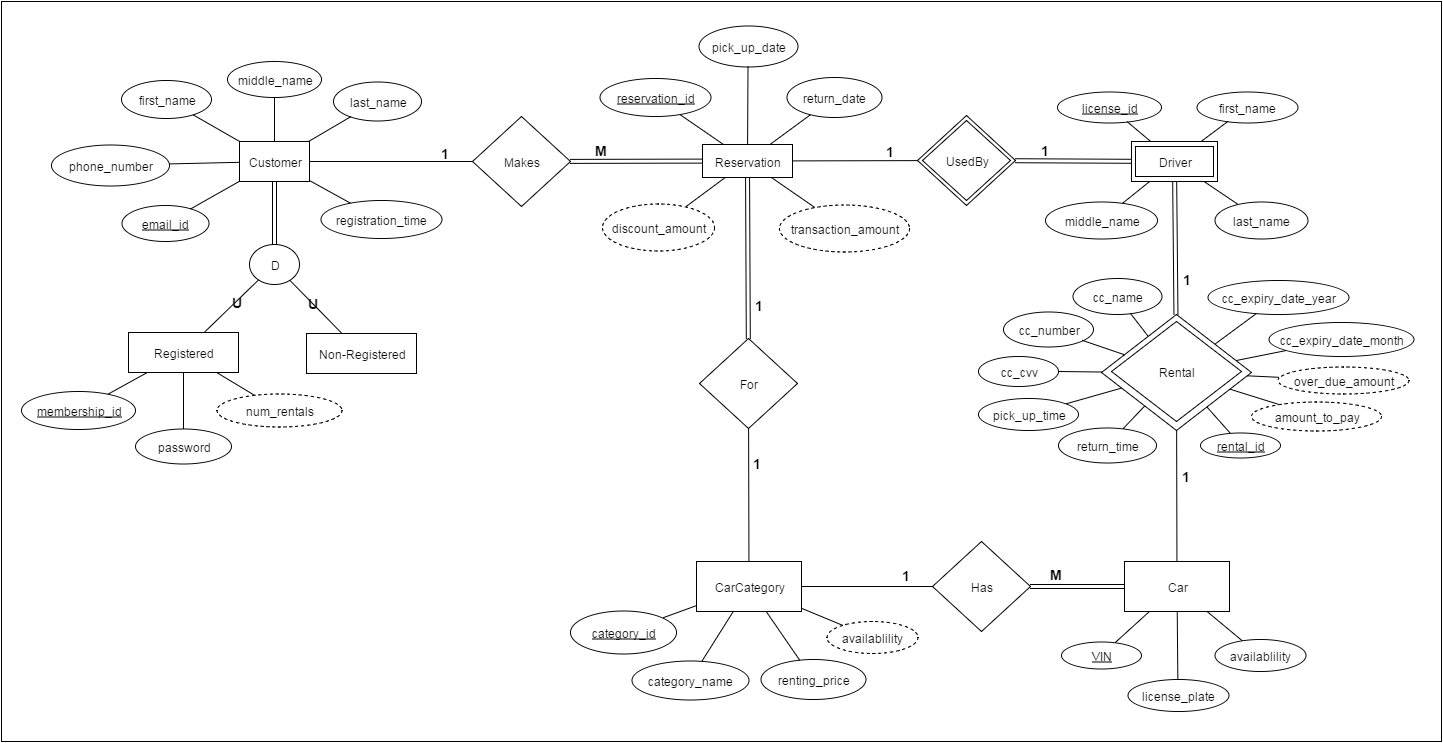 pick_up_date
middle_name
first_name
last_name
reservation_id
return_date
license_id
first_name
Customer
phone_number
1
Makes
M
Reservation
1
UsedBy
1
Driver
email_id
registration_time
discount_amount
transaction_amount
middle_name
last_name
D
U
U
1
1
cc_name
cc_expiry_date_year
cc_number
cc_expiry_date_month
Registered
Non-Registered
For
cc_cvv
Rental
over_due_amount
membership_id
num_rentals
pick_up_time
amount_to_pay
password
return_time
rental_id
1
1
CarCategory
1
Has
M
Car
category_id
availablility
category_name
renting_price
VIN
availablility
license_plate